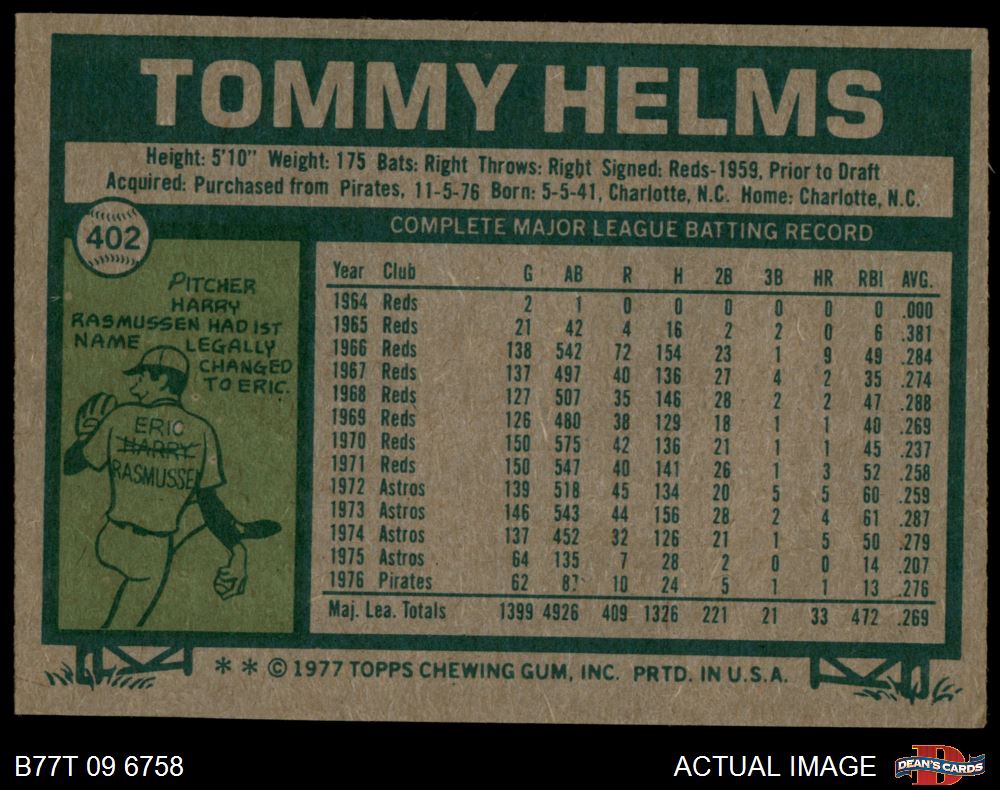 TOMMY HELMS
Height: 5'10" Weight: 175 Bats: Right Throws: Right Signed: Reds-1959, Prior to Draft
Acquired: Purchased from Pirates, 11-5-76 Born: 5-5-41, Charlotte, N.C. Home: Charlotte, N.C.
402
PITCHER
HARRY
RASMUSSEN HAD IST
NAME LEGALLY
CHANGED
TO ERIC.
ERIC
HARRY
RASMUSSE
COMPLETE MAJOR LEAGUE BATTING RECORD
Year Club G AB R H 2B 3B HR RBI AVG.
1964 Reds 2 1 0 0 0 0 0 0 .000
1965 Reds 21 42 4 16 2 2 0 6 .381
1966 Reds 138 542 72 154 23 1 9 49 .284
1967 Reds 137 497 40 136 27 4 2 35 .274
1968 Reds 127 507 35 146 28 2 2 47 .288
1969 Reds 126 480 38 129 18 1 1 40 .269
1970 Reds 150 575 42 136 21 1 1 45 .237
1971 Reds 150 547 40 141 26 1 3 52 .258
1972 Astros 139 518 45 134 20 5 5 60 .259
1973 Astros 146 543 44 156 28 2 4 61 .287
1974 Astros 137 452 32 126 21 1 5 50 .279
1975 Astros 64 135 7 28 2 0 0 14 .207
1976 Pirates 62 87 10 24 5 1 1 13 .276
Maj. Lea. Totals 1399 4926 409 1326 221 21 33 472 .269
* * © 1977 TOPPS CHEWING GUM, INC. PRTD. IN U.S.A.
B77T 09 6758
ACTUAL IMAGE
DEAN'S CARDS